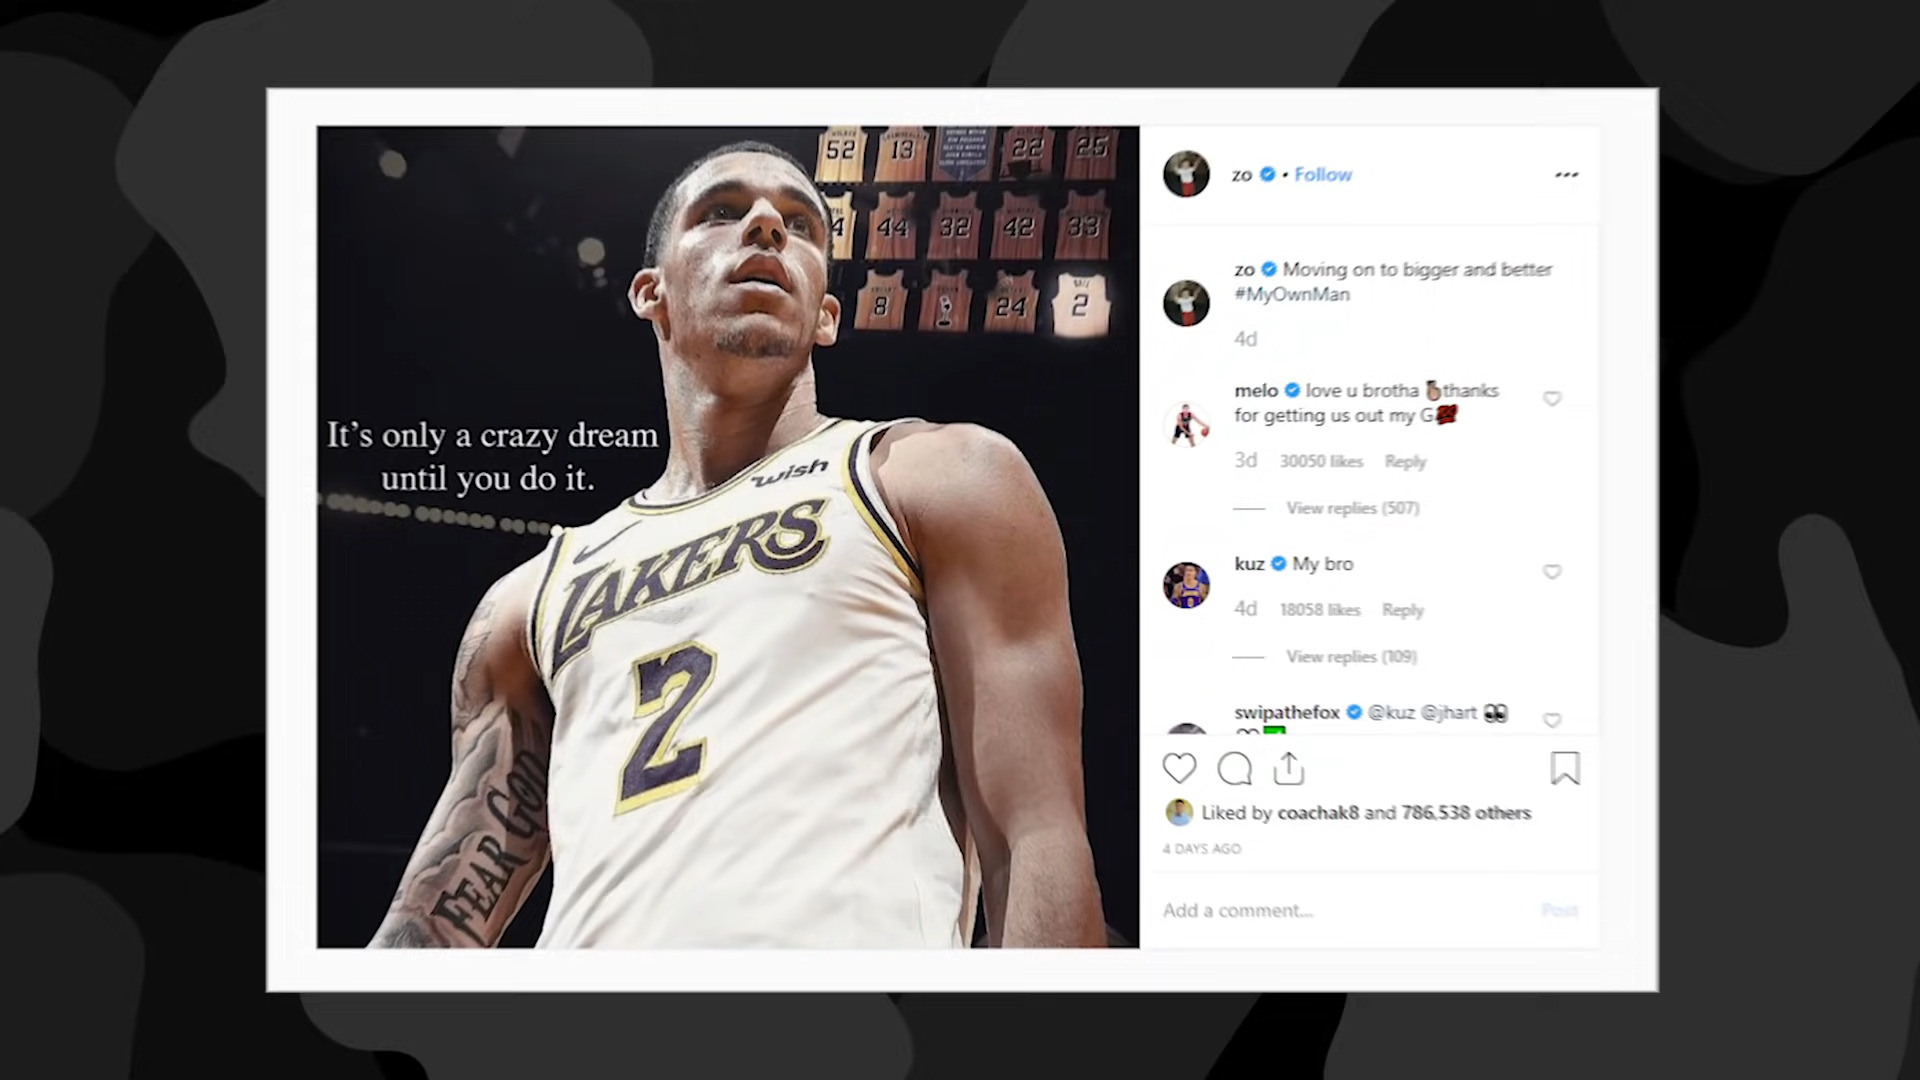 52 13 22 25
4 44 32 42 33
8 24 2
BALL
It's only a crazy dream
until you do it.
wish
LAKERS
2
FEAR GOD
zo • Follow
zo Moving on to bigger and better
#MyOwnMan
4d
melo love u brotha thanks
for getting us out my G💯
3d 30050 likes Reply
View replies (507)
kuz My bro
4d 18058 likes Reply
View replies (109)
swipathefox @kuz @jhart 👀
Liked by coachak8 and 786,538 others
4 DAYS AGO
Add a comment... Post